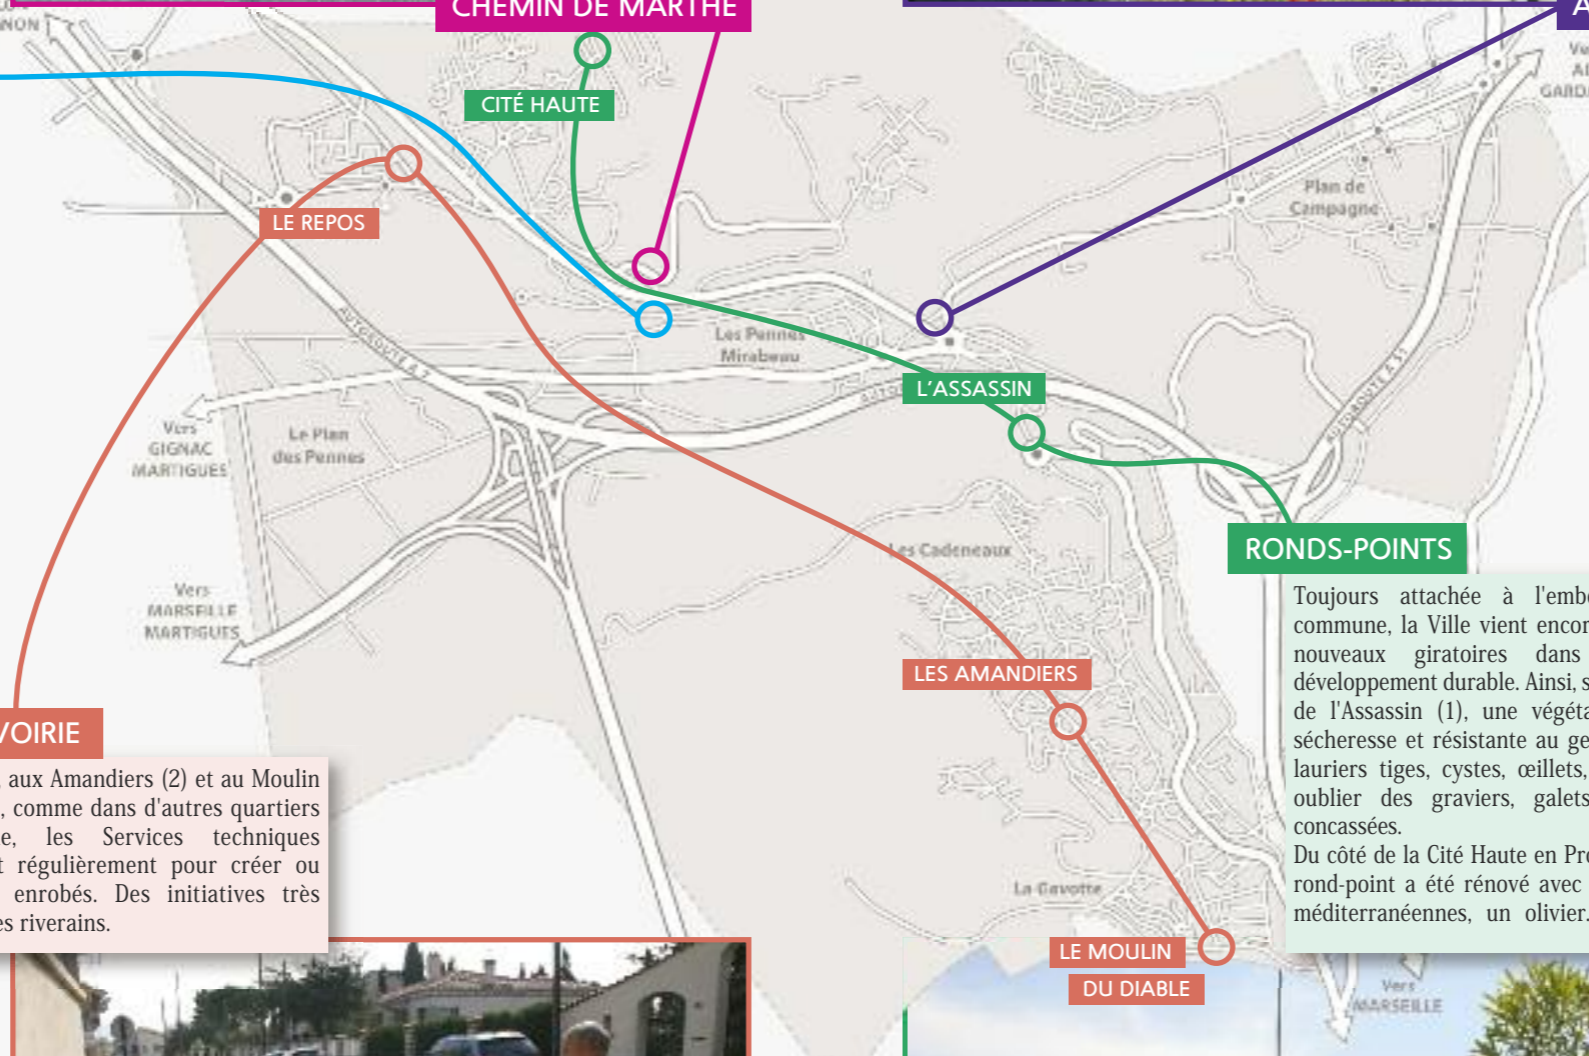 CHEMIN DE MARTHE
CITÉ HAUTE
LE REPOS
Plan de
Campagne
AUTOROUTE A 7
Les Pennes
Mirabeau
L'ASSASSIN
AUTOROUTE A 51
Vers
GIGNAC
MARTIGUES
Le Plan
des Pennes
Les Cadeneaux
RONDS-POINTS
Vers
MARSEILLE
MARTIGUES
Toujours attachée à l'embe
commune, la Ville vient encor
nouveaux giratoires dans
développement durable. Ainsi, s
de l'Assassin (1), une végéta
sécheresse et résistante au ge
lauriers tiges, cystes, œillets,
oublier des graviers, galets
concassées.
Du côté de la Cité Haute en Pro
rond-point a été rénové avec
méditerranéennes, un olivier.
LES AMANDIERS
VOIRIE
, aux Amandiers (2) et au Moulin
, comme dans d'autres quartiers
e, les Services techniques
t régulièrement pour créer ou
enrobés. Des initiatives très
es riverains.
La Gavotte
LE MOULIN
DU DIABLE
Vers
MARSEILLE